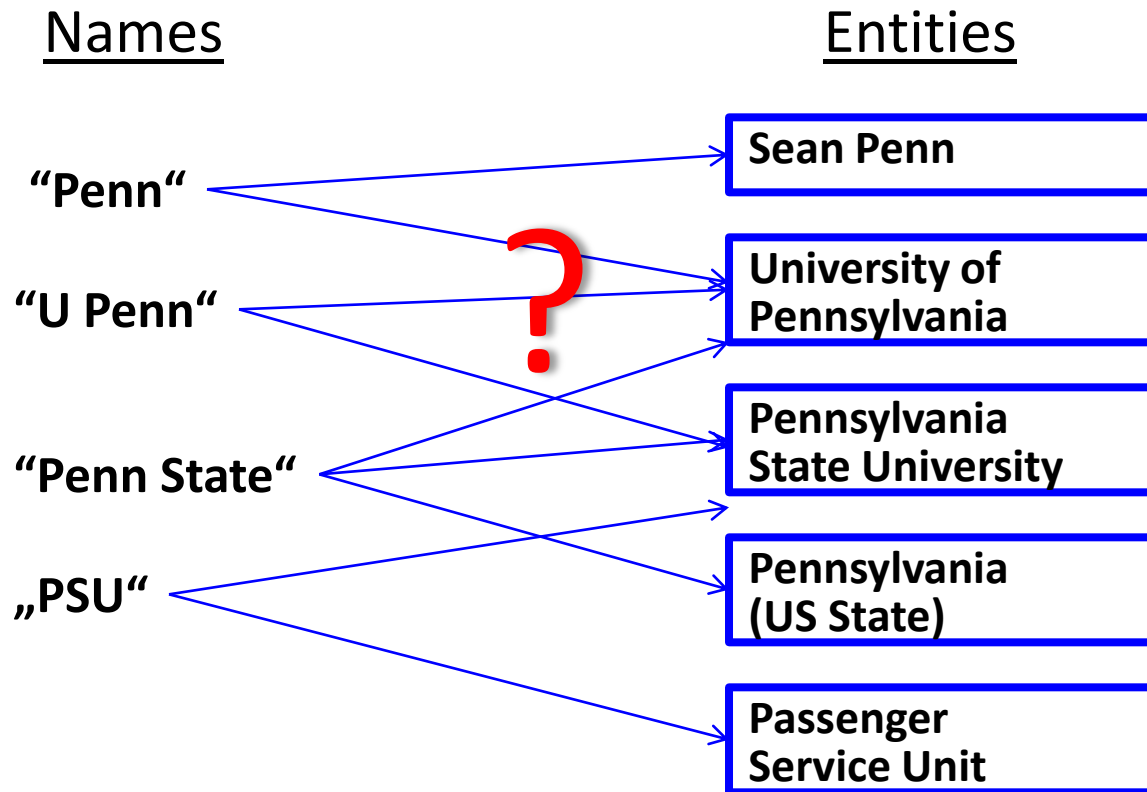 Names
Entities
“Penn“
“U Penn“
“Penn State“
„PSU“
?
Sean Penn
University of
Pennsylvania
Pennsylvania
State University
Pennsylvania
(US State)
Passenger
Service Unit